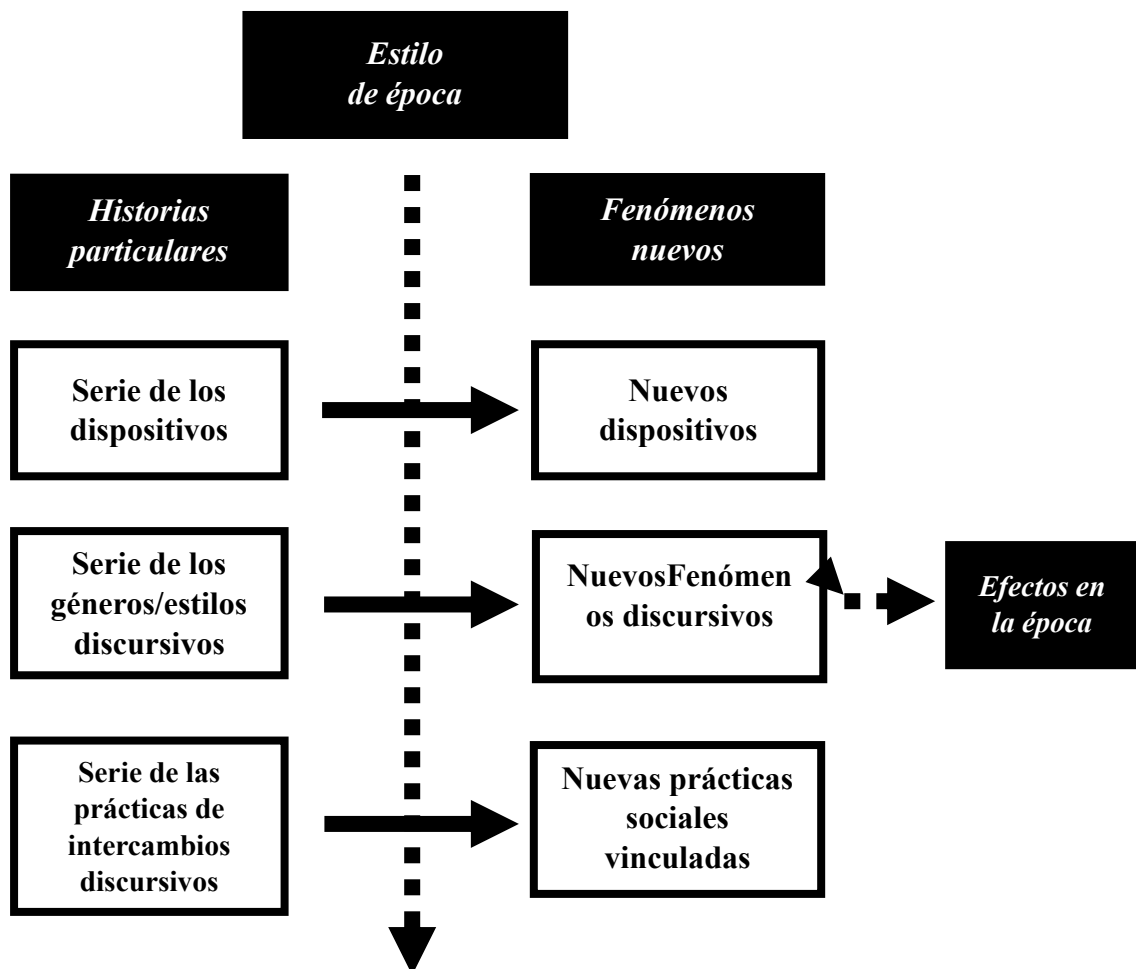 Estilo
de época
Historias
particulares
Fenómenos
nuevos
Serie de los
dispositivos
Nuevos
dispositivos
Serie de los
géneros/estilos
discursivos
NuevosFenómen
os discursivos
Efectos en
la época
Serie de las
prácticas de
intercambios
discursivos
Nuevas prácticas
sociales
vinculadas